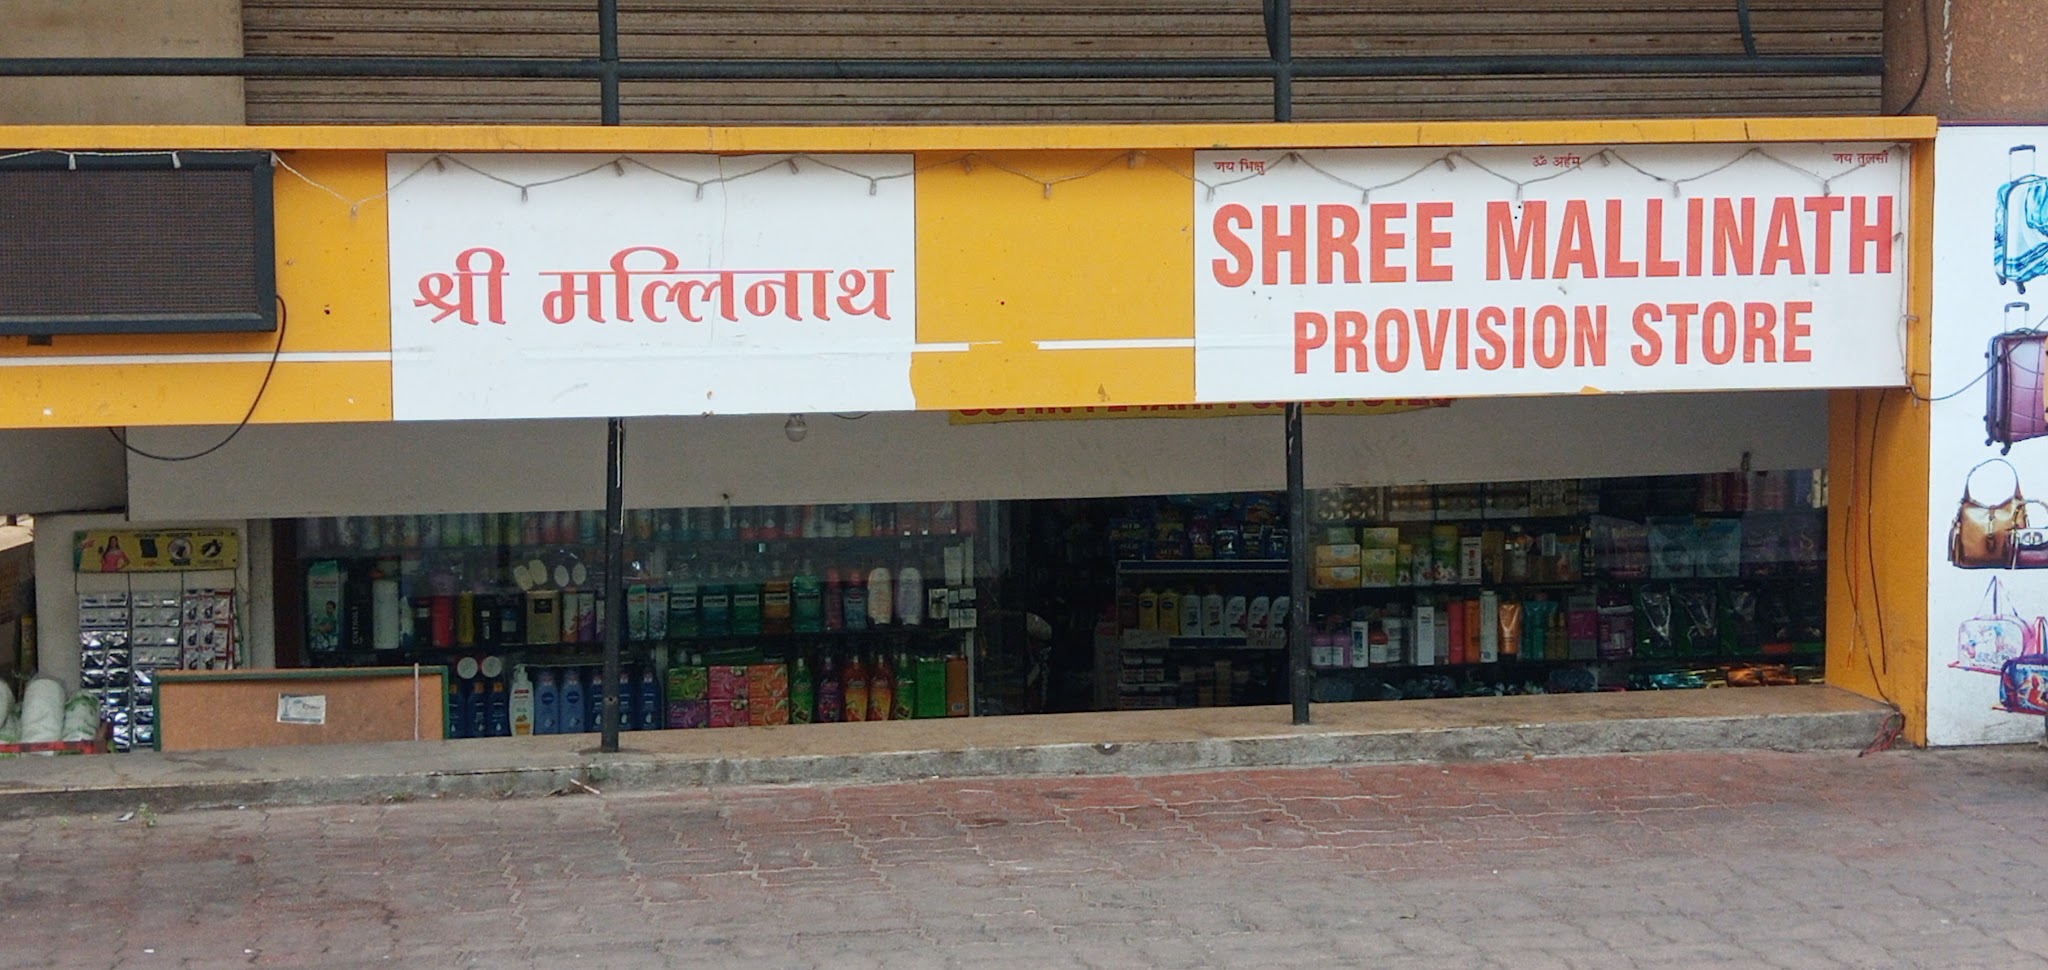 श्री मल्लिनाथ
जय भिक्षु ॐ अर्हम जय तुलसी
SHREE MALLINATH
PROVISION STORE